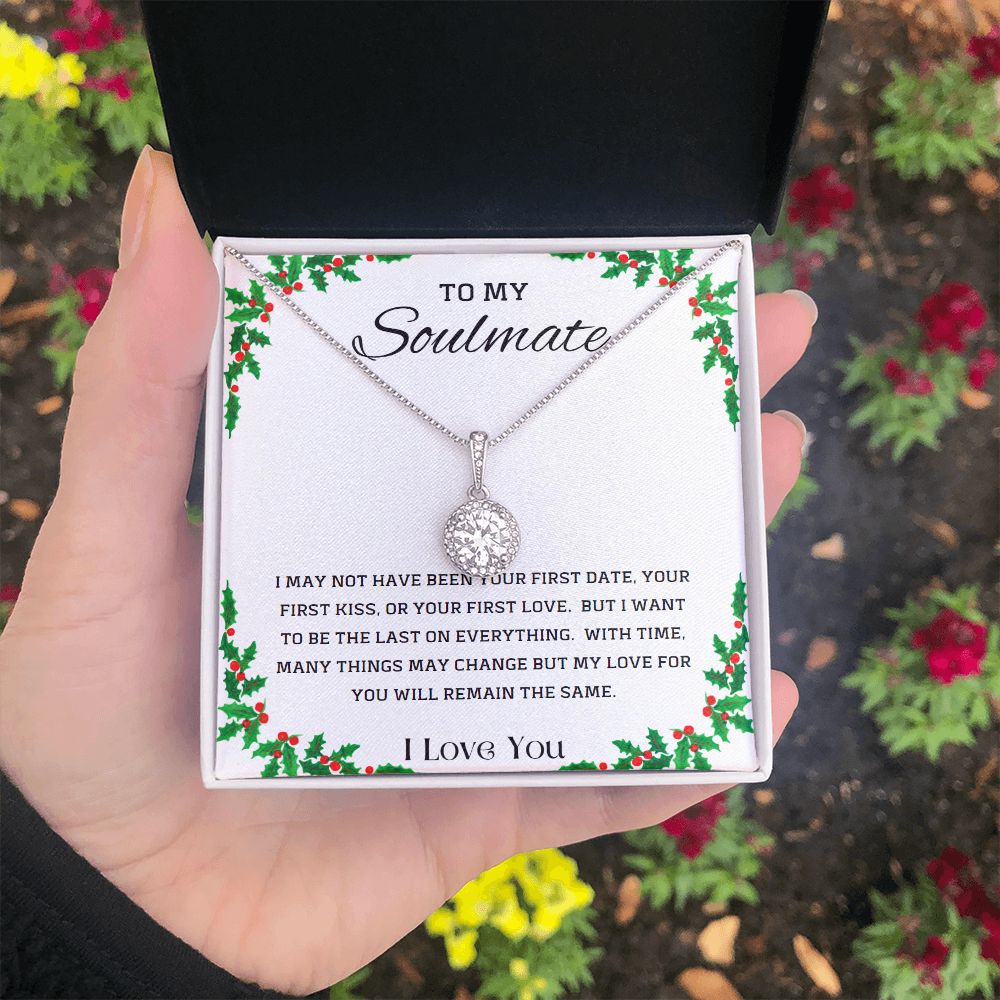 TO MY
Soulmate
I MAY NOT HAVE BEEN YOUR FIRST DATE, YOUR
FIRST KISS, OR YOUR FIRST LOVE. BUT I WANT
TO BE THE LAST ON EVERYTHING. WITH TIME,
MANY THINGS MAY CHANGE BUT MY LOVE FOR
YOU WILL REMAIN THE SAME.
I Love You